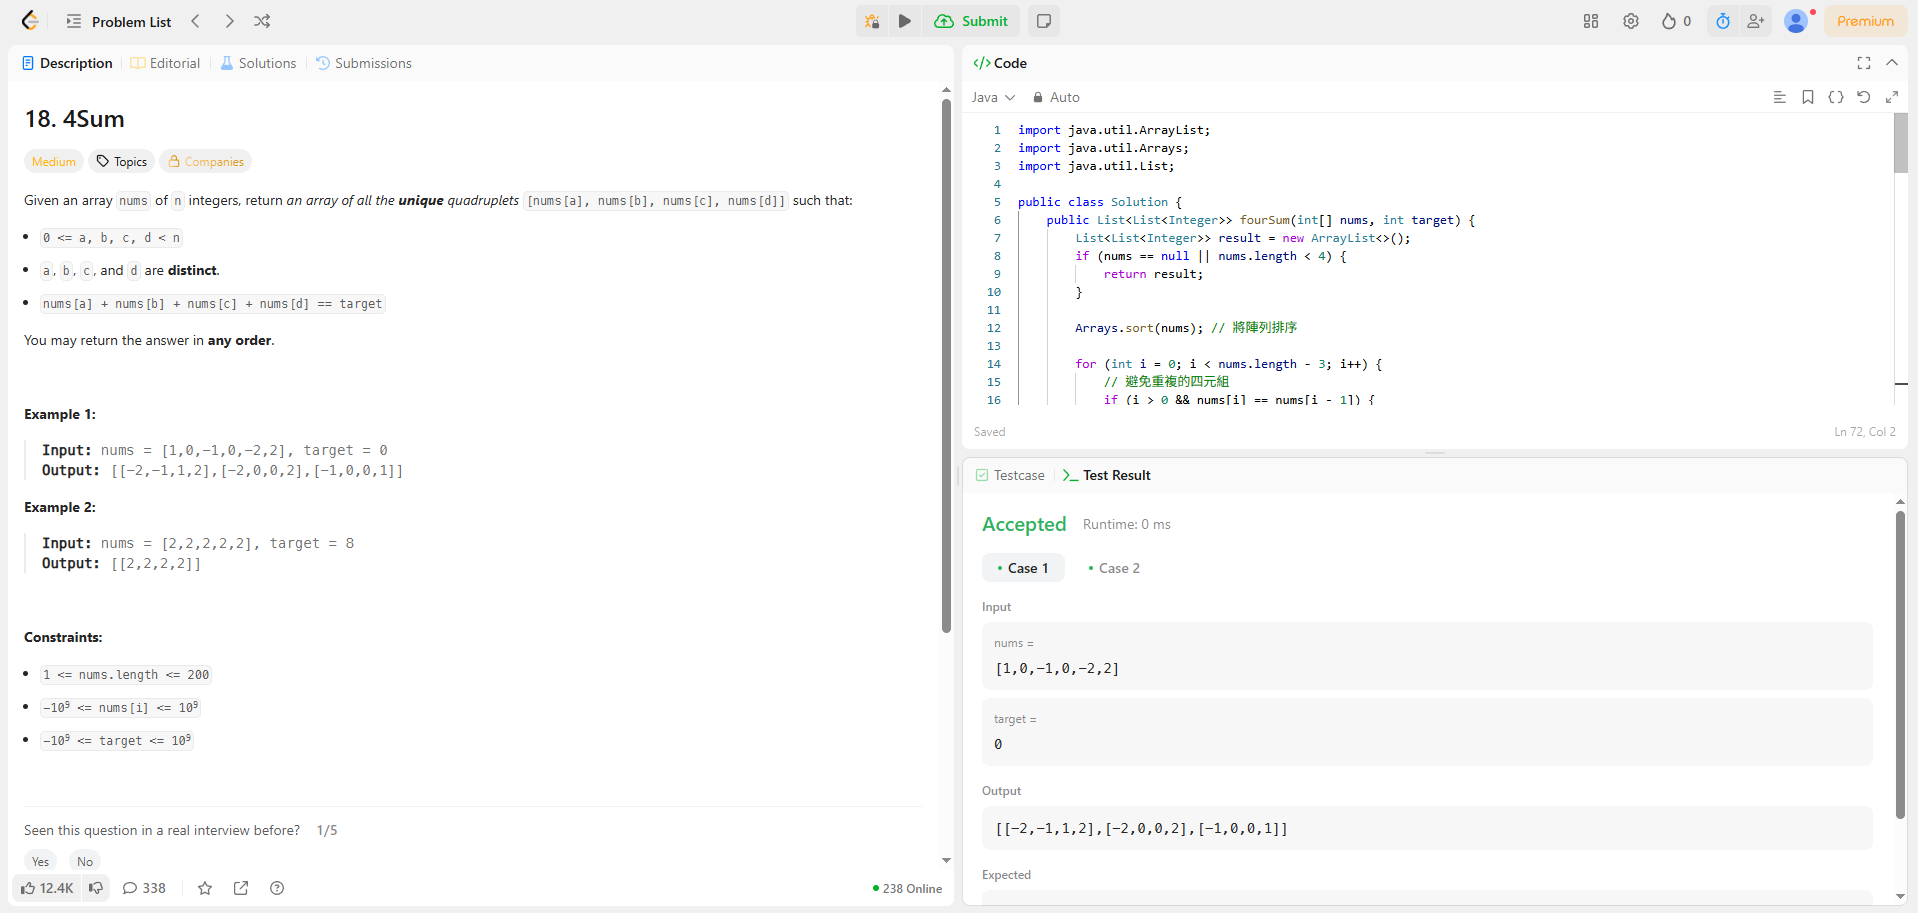 Problem List
Submit
0
Premium
Description
Editorial
Solutions
Submissions
18. 4Sum
Medium
Topics
Companies
Given an array nums of n integers, return an array of all the unique quadruplets [nums[a], nums[b], nums[c], nums[d]] such that:
• 0 <= a, b, c, d < n
• a, b, c, and d are distinct.
• nums[a] + nums[b] + nums[c] + nums[d] == target
You may return the answer in any order.
Example 1:
Input: nums = [1,0,-1,0,-2,2], target = 0
Output: [[-2,-1,1,2],[-2,0,0,2],[-1,0,0,1]]
Example 2:
Input: nums = [2,2,2,2,2], target = 8
Output: [[2,2,2,2]]
Constraints:
• 1 <= nums.length <= 200
• -10⁹ <= nums[i] <= 10⁹
• -10⁹ <= target <= 10⁹
Seen this question in a real interview before? 1/5
Yes
No
12.4K
338
238 Online
</> Code
Java
Auto
1 import java.util.ArrayList;
2 import java.util.Arrays;
3 import java.util.List;
4
5 public class Solution {
6 public List<List<Integer>> fourSum(int[] nums, int target) {
7 List<List<Integer>> result = new ArrayList<>();
8 if (nums == null || nums.length < 4) {
9 return result;
10 }
11
12 Arrays.sort(nums); // 將陣列排序
13
14 for (int i = 0; i < nums.length - 3; i++) {
15 // 避免重複的四元組
16 if (i > 0 && nums[i] == nums[i - 1]) {
Saved
Ln 72, Col 2
Testcase
Test Result
Accepted
Runtime: 0 ms
• Case 1
• Case 2
Input
nums =
[1,0,-1,0,-2,2]
target =
0
Output
[[-2,-1,1,2],[-2,0,0,2],[-1,0,0,1]]
Expected